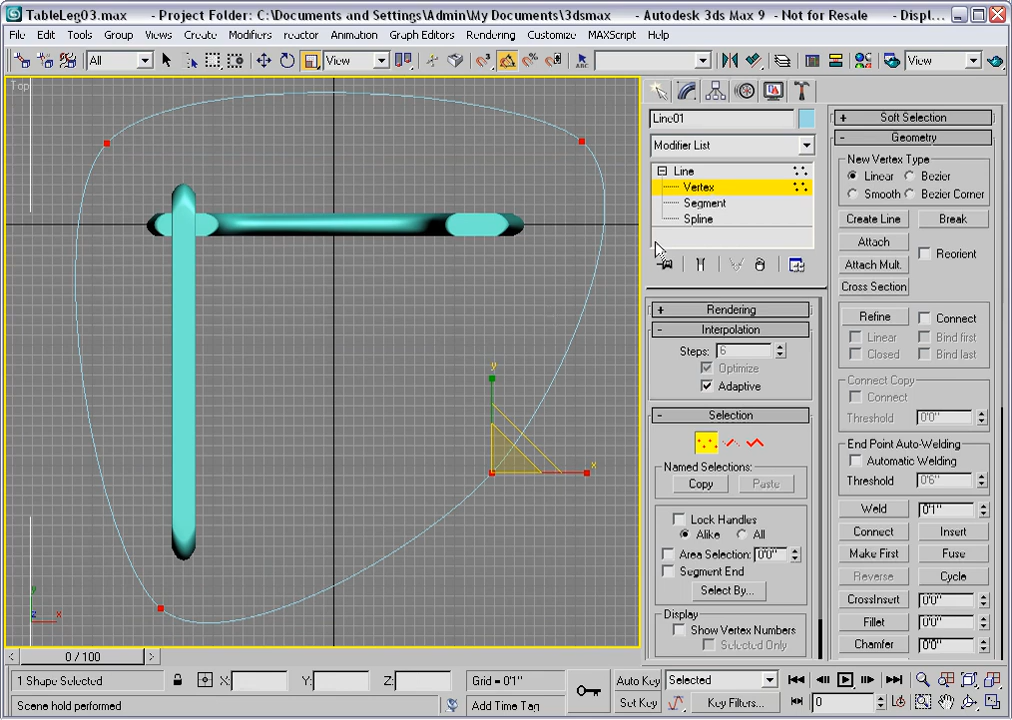 TableLeg03.max - Project Folder: C:\Documents and Settings\Admin\My Documents\3dsmax - Autodesk 3ds Max 9 - Not for Resale - Displ...
File Edit Tools Group Views Create Modifiers reactor Animation Graph Editors Rendering Customize MAXScript Help
All View View
Top
Line01
Modifier List
Line
Vertex
Segment
Spline
+ Rendering
- Interpolation
Steps: 6
Optimize
Adaptive
- Selection
Named Selections:
Copy Paste
Lock Handles
Alike All
Area Selection: 0'0"
Segment End
Select By...
Display
Show Vertex Numbers
Selected Only
+ Soft Selection
- Geometry
New Vertex Type
Linear Bezier
Smooth Bezier Corner
Create Line Break
Attach
Reorient
Attach Mult.
Cross Section
Refine Connect
Linear Bind first
Closed Bind last
Connect Copy
Connect
Threshold 0'0"
End Point Auto-Welding
Automatic Welding
Threshold 0'6"
Weld 0'1"
Connect Insert
Make First Fuse
Reverse Cycle
CrossInsert 0'0"
Fillet 0'0"
Chamfer 0'0"
y
x
y
z x
< 0 / 100 >
1 Shape Selected X: Y: Z: Grid = 0'1" Auto Key Selected
Scene hold performed Add Time Tag Set Key Key Filters... 0